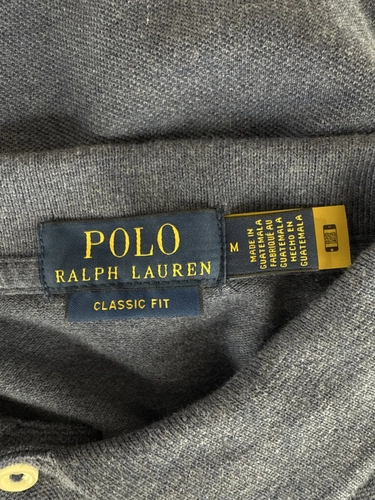 POLO
RALPH LAUREN
CLASSIC FIT
M
MADE IN
GUATEMALA
FABRIQUÉ AU
GUATEMALA
HECHO EN
GUATEMALA